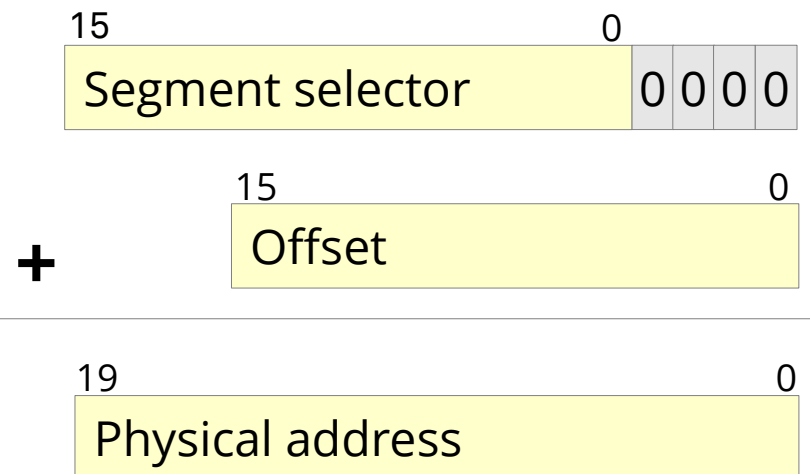 15 0
Segment selector 0 0 0 0
15 0
+ Offset
19 0
Physical address